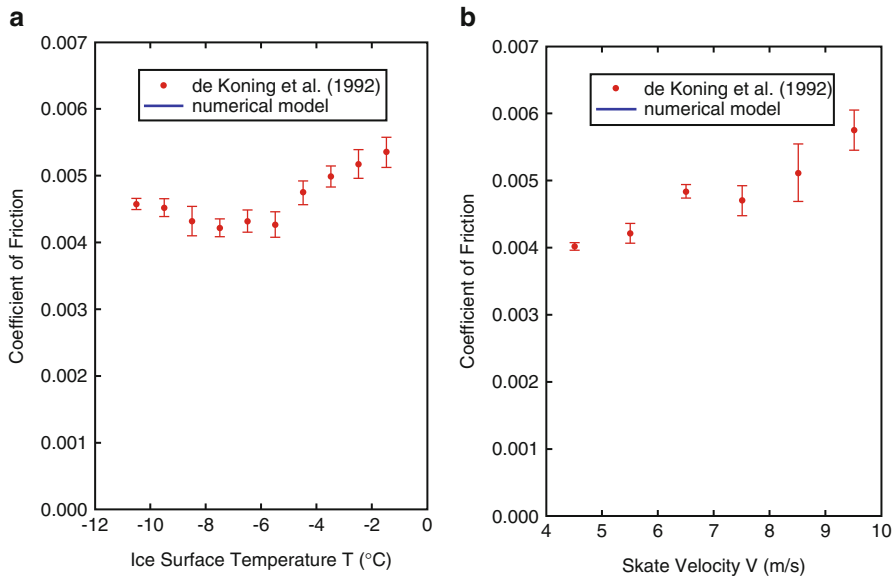 a
0.007
0.006
0.005
0.004
0.003
0.002
0.001
0.000
de Koning et al. (1992)
numerical model
Coefficient of Friction
-12 -10 -8 -6 -4 -2 0
Ice Surface Temperature T (°C)
b
0.007
0.006
0.005
0.004
0.003
0.002
0.001
0.000
de Koning et al. (1992)
numerical model
Coefficient of Friction
4 5 6 7 8 9 10
Skate Velocity V (m/s)